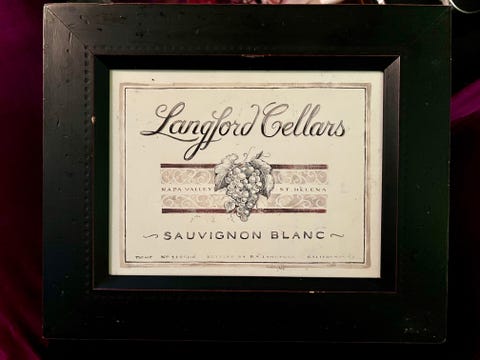 Langford Cellars
NAPA VALLEY ST. HELENA
~ SAUVIGNON BLANC ~